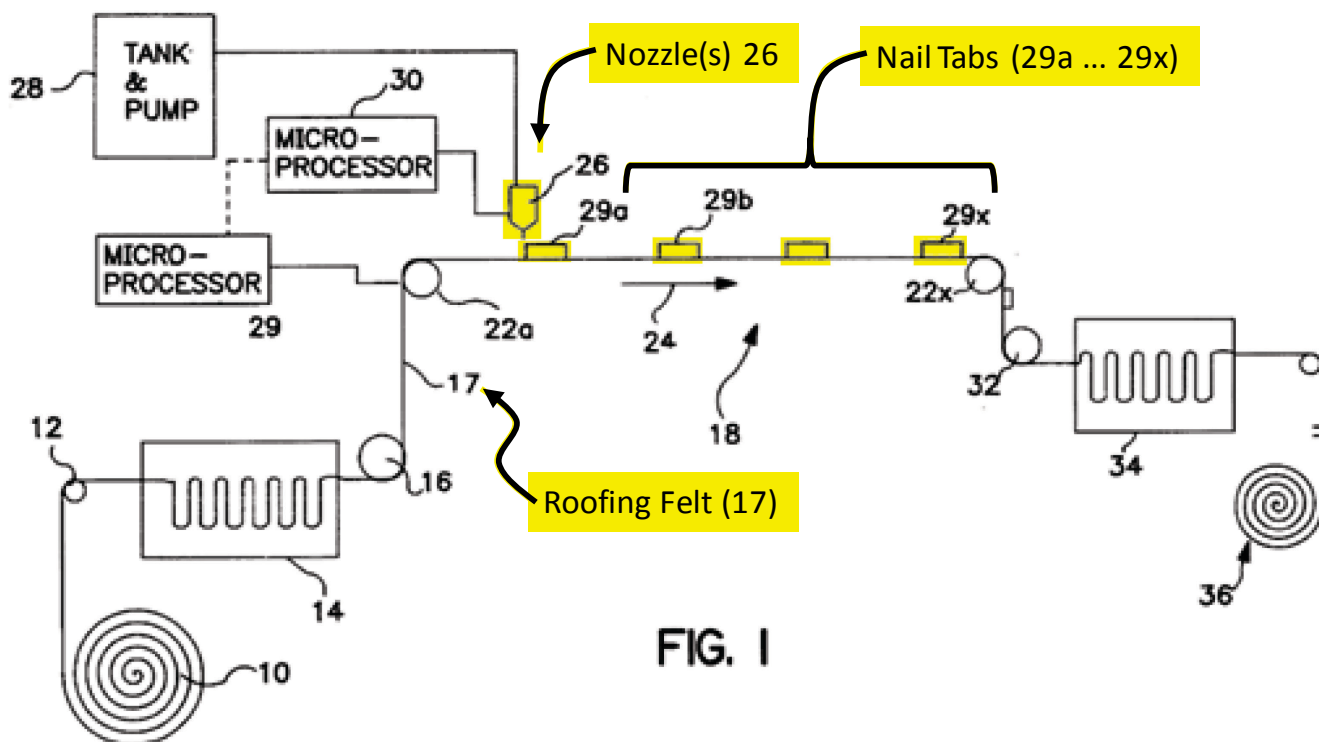 TANK
&
PUMP
28
30
MICRO-
PROCESSOR
MICRO-
PROCESSOR
29
Nozzle(s) 26
Nail Tabs (29a ... 29x)
26
29a
29b
29x
22a
24
22x
17
18
32
34
12
16
Roofing Felt (17)
14
10
36
FIG. 1